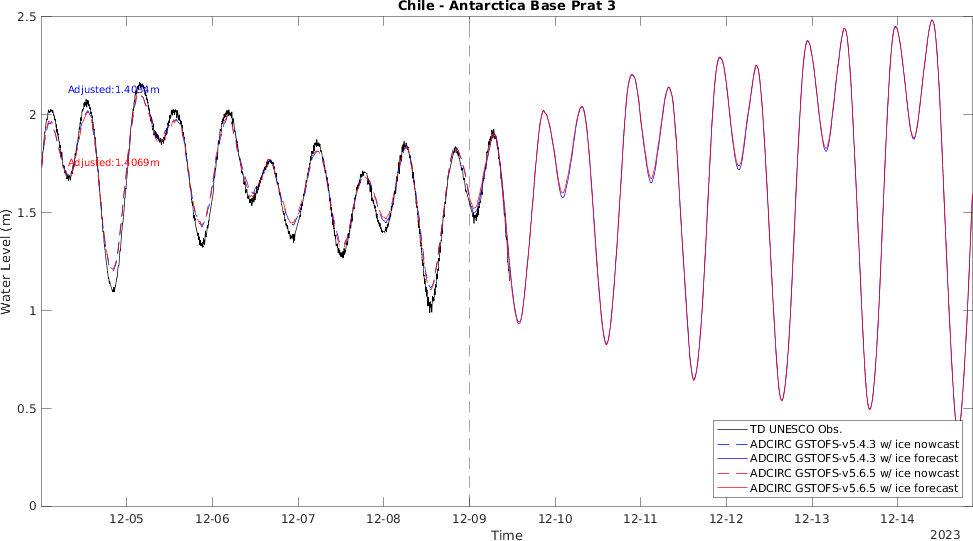 Chile - Antarctica Base Prat 3
2.5
2
1.5
1
0.5
0
Water Level (m)
Adjusted:1.4084m
Adjusted:1.4069m
TD UNESCO Obs.
ADCIRC GSTOFS-v5.4.3 w/ ice nowcast
ADCIRC GSTOFS-v5.4.3 w/ ice forecast
ADCIRC GSTOFS-v5.6.5 w/ ice nowcast
ADCIRC GSTOFS-v5.6.5 w/ ice forecast
12-05 12-06 12-07 12-08 12-09 12-10 12-11 12-12 12-13 12-14
Time
2023